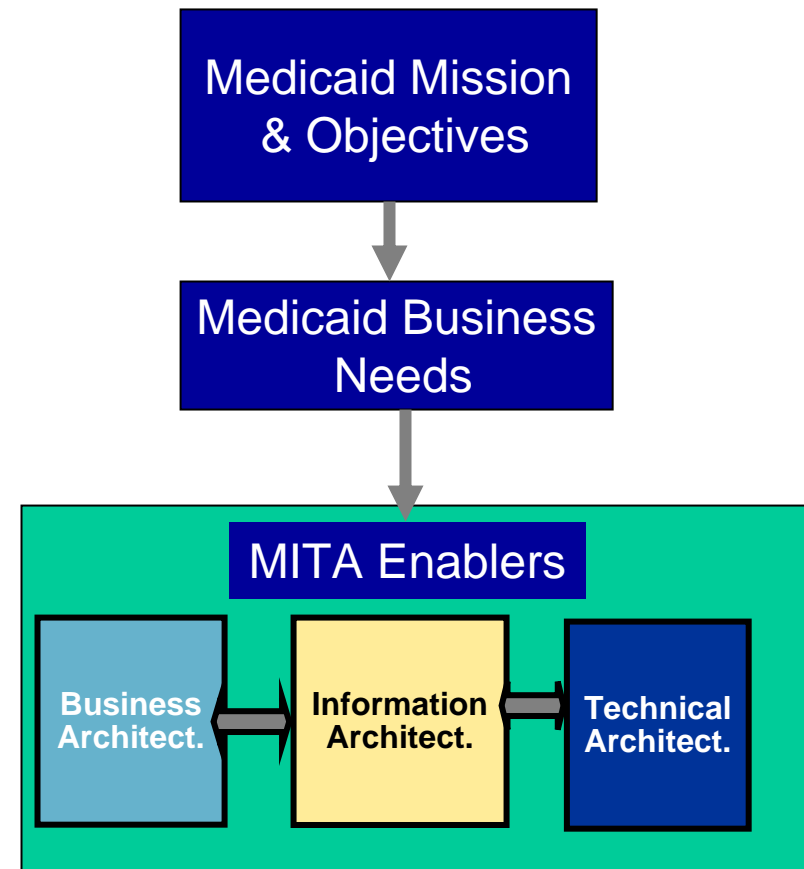 Medicaid Mission
& Objectives
Medicaid Business
Needs
MITA Enablers
Business
Architect.
Information
Architect.
Technical
Architect.